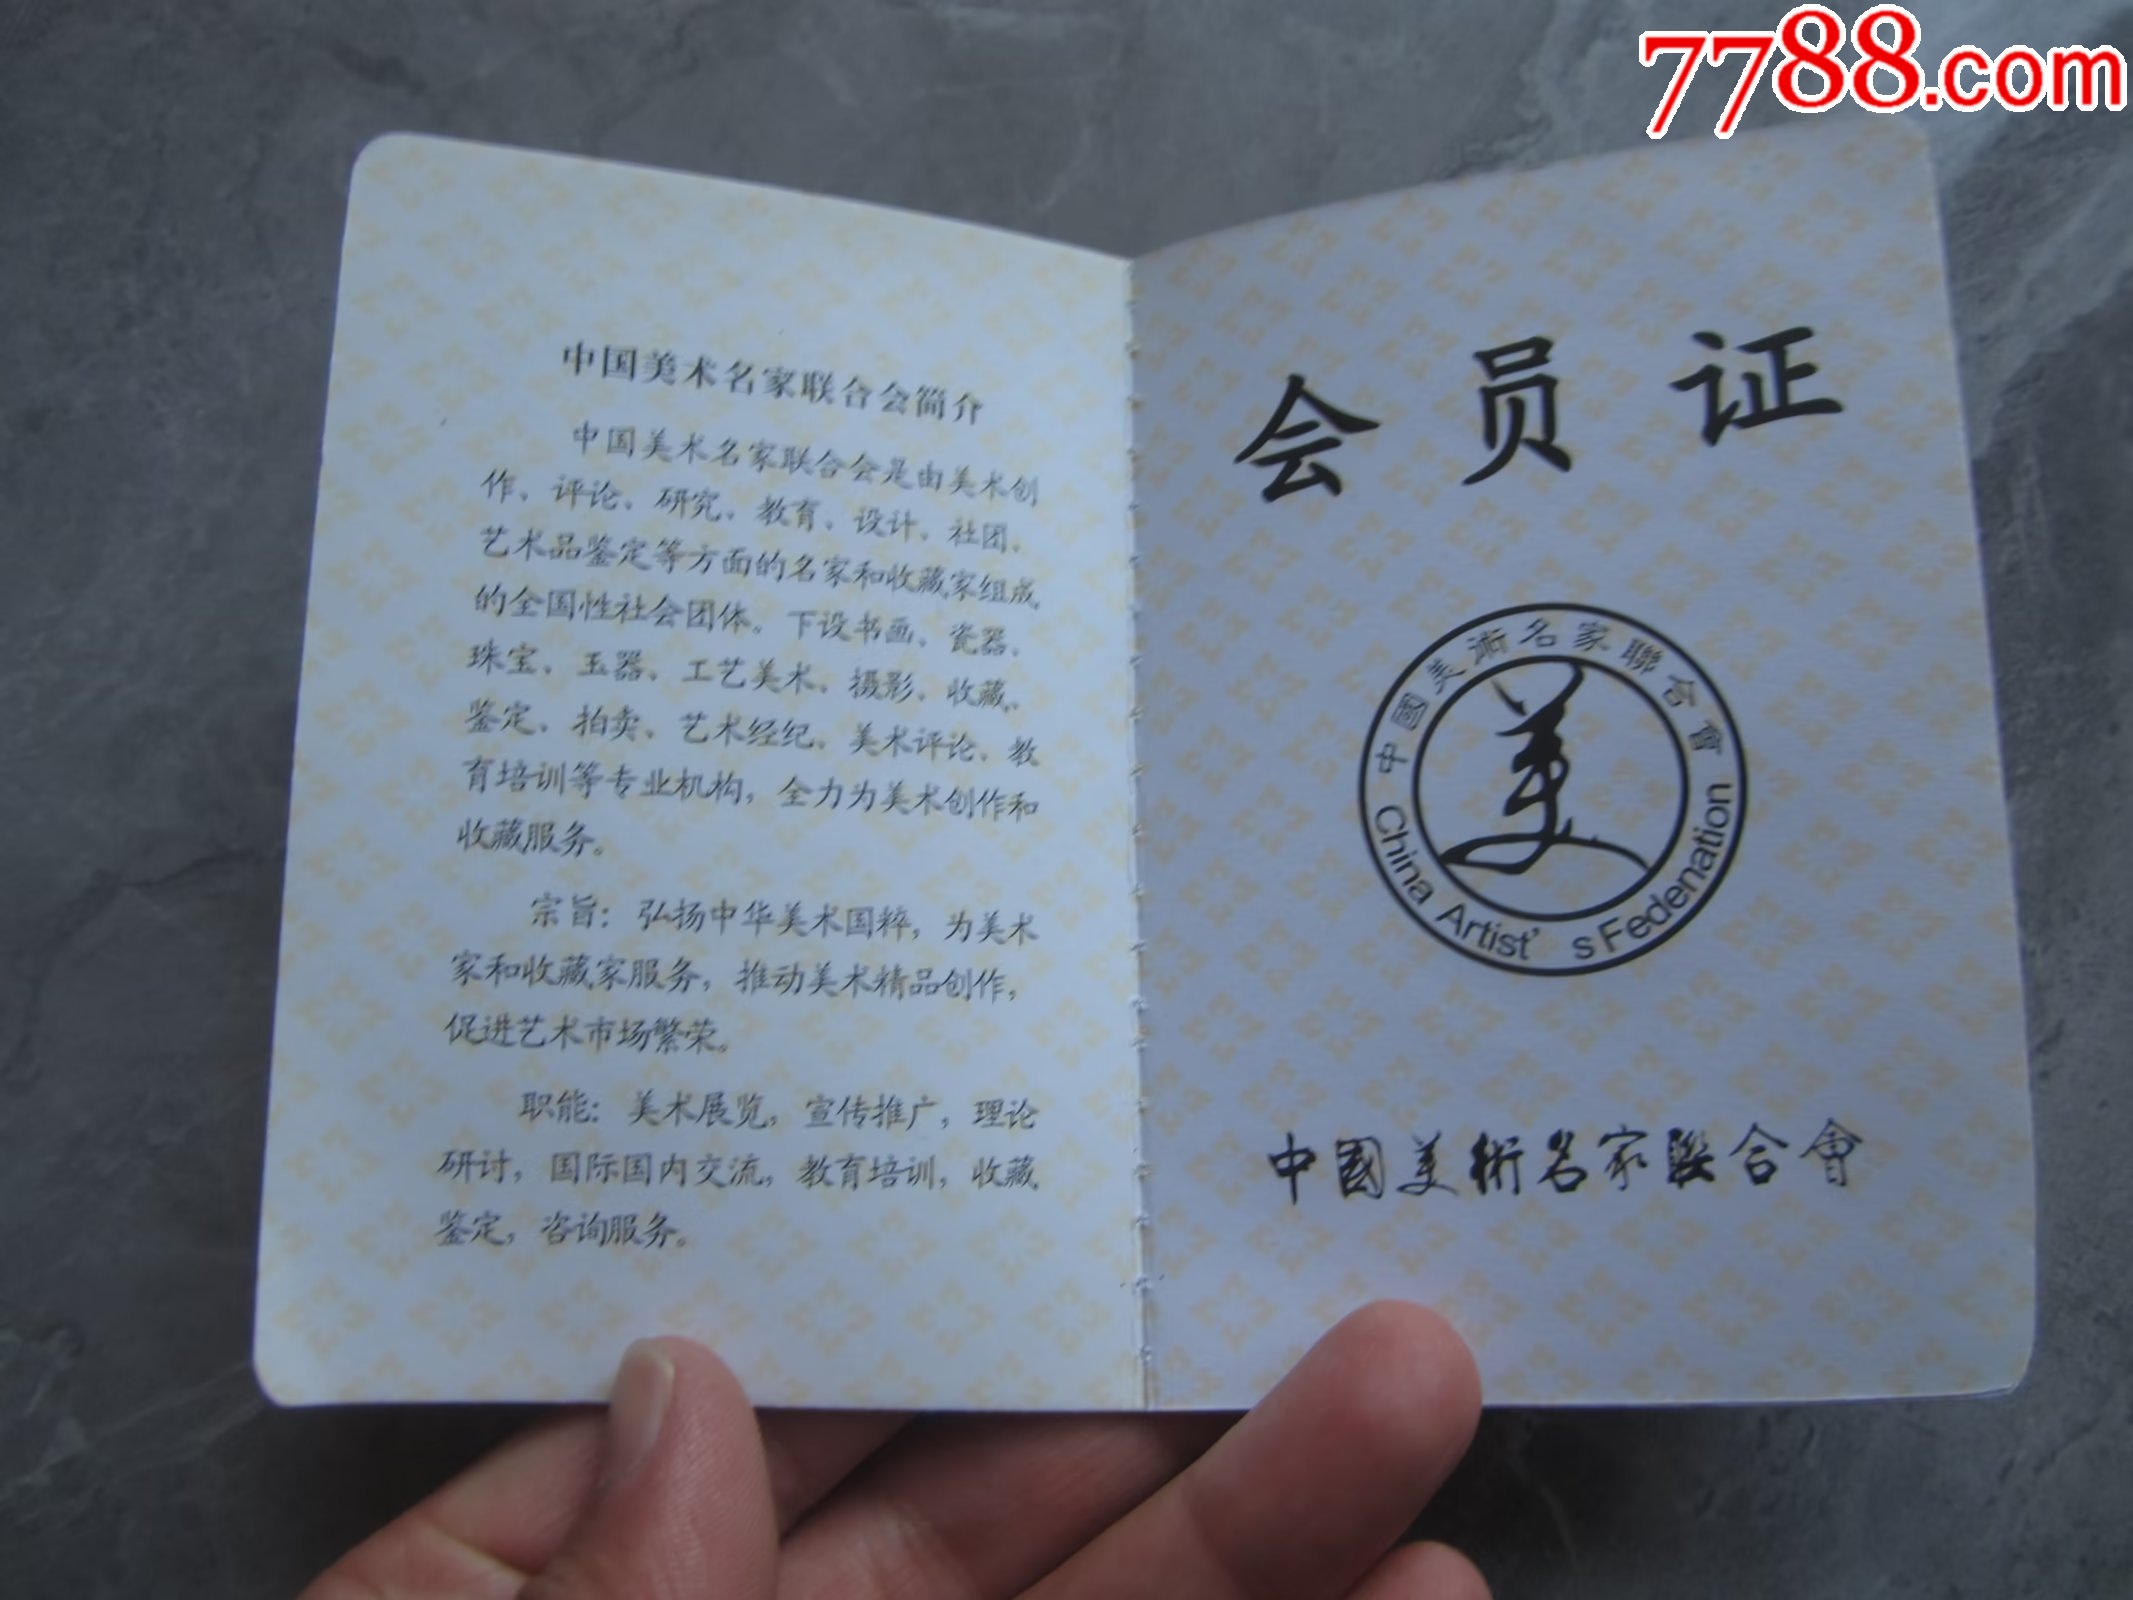 7788.com
中国美术名家联合会简介
中国美术名家联合会是由美术创
作、评论、研究、教育、设计、社团、
艺术品鉴定等方面的名家和收藏家组成
的全国性社会团体。下设书画、瓷器、
珠宝、玉器、工艺美术、摄影、收藏、
鉴定、拍卖、艺术经纪、美术评论、教
育培训等专业机构，全力为美术创作和
收藏服务。
宗旨：弘扬中华美术国粹，为美术
家和收藏家服务，推动美术精品创作，
促进艺术市场繁荣。
职能：美术展览，宣传推广，理论
研讨，国际国内交流，教育培训，收藏
鉴定，咨询服务。
会员证
中國美術名家聯合會
美
China Artist's Fedenation
中國美術名家聯合會